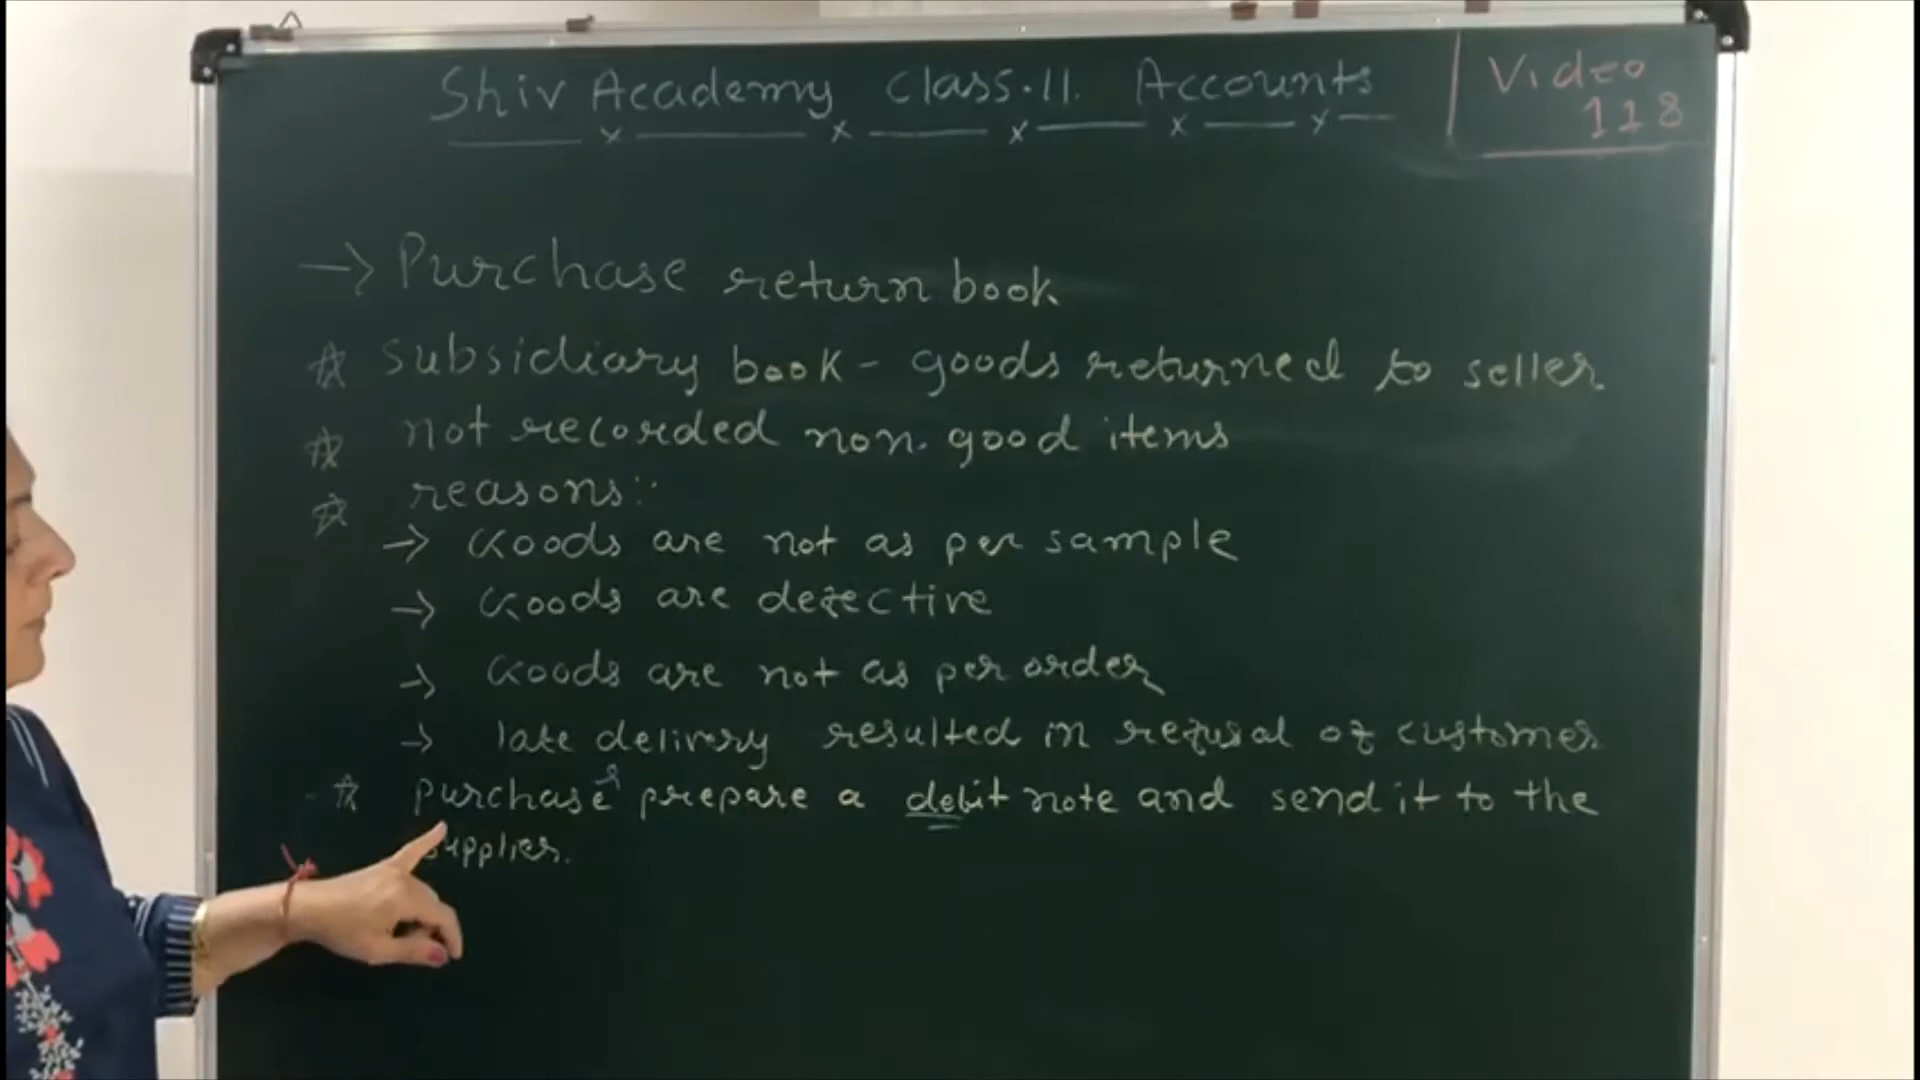 Shiv Academy Class.11. Accounts
Video
118
→ Purchase return book
☆ subsidiary book - goods returned to seller
☆ not recorded non-good items
☆ reasons:-
→ Goods are not as per sample
→ Goods are defective
→ Goods are not as per order
→ late delivery resulted in refusal of customer
☆ purchaser prepare a debit note and send it to the
supplier.